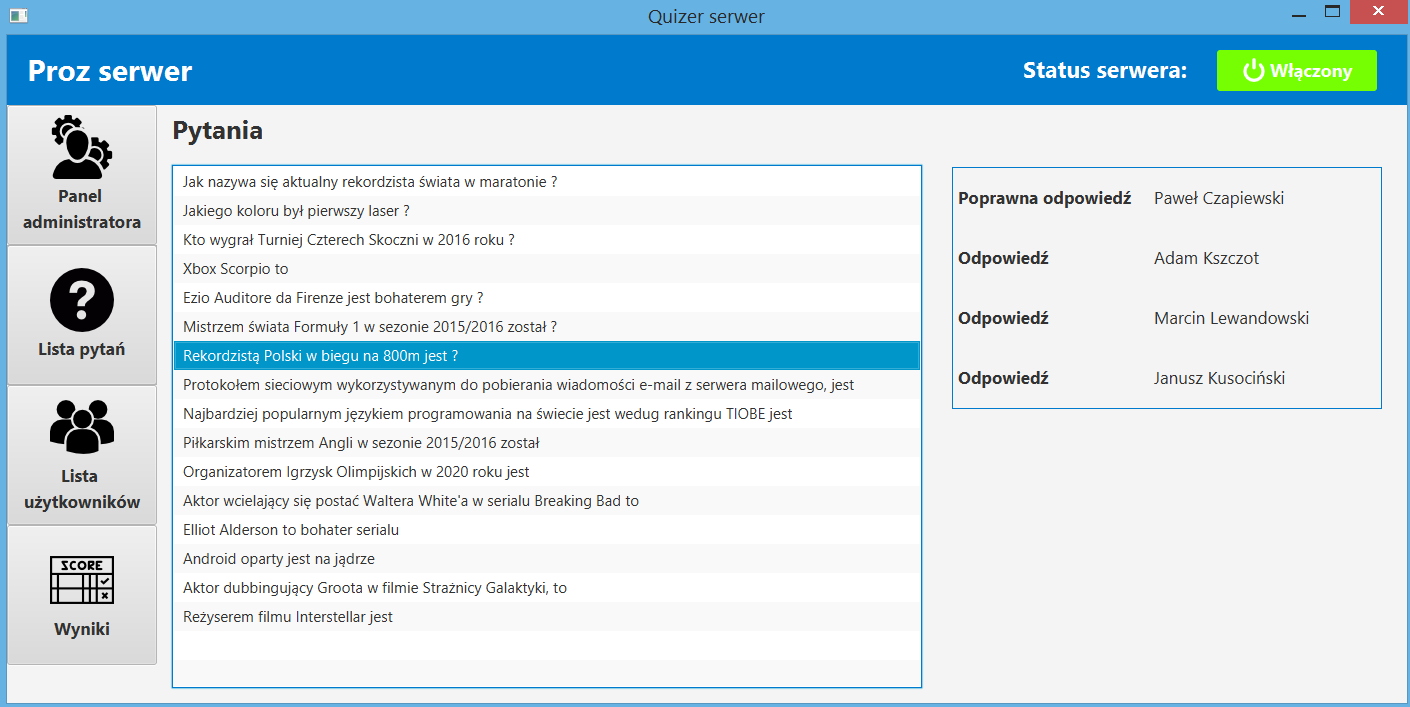 Quizer serwer
Proz serwer
Status serwera:
Włączony
Panel
administratora
Lista pytań
Lista
użytkowników
SCORE
Wyniki
Pytania
Jak nazywa się aktualny rekordzista świata w maratonie ?
Jakiego koloru był pierwszy laser ?
Kto wygrał Turniej Czterech Skoczni w 2016 roku ?
Xbox Scorpio to
Ezio Auditore da Firenze jest bohaterem gry ?
Mistrzem świata Formuły 1 w sezonie 2015/2016 został ?
Rekordzistą Polski w biegu na 800m jest ?
Protokołem sieciowym wykorzystywanym do pobierania wiadomości e-mail z serwera mailowego, jest
Najbardziej popularnym językiem programowania na świecie jest wedug rankingu TIOBE jest
Piłkarskim mistrzem Angli w sezonie 2015/2016 został
Organizatorem Igrzysk Olimpijskich w 2020 roku jest
Aktor wcielający się postać Waltera White'a w serialu Breaking Bad to
Elliot Alderson to bohater serialu
Android oparty jest na jądrze
Aktor dubbingujący Groota w filmie Strażnicy Galaktyki, to
Reżyserem filmu Interstellar jest
Poprawna odpowiedź Paweł Czapiewski
Odpowiedź Adam Kszczot
Odpowiedź Marcin Lewandowski
Odpowiedź Janusz Kusociński